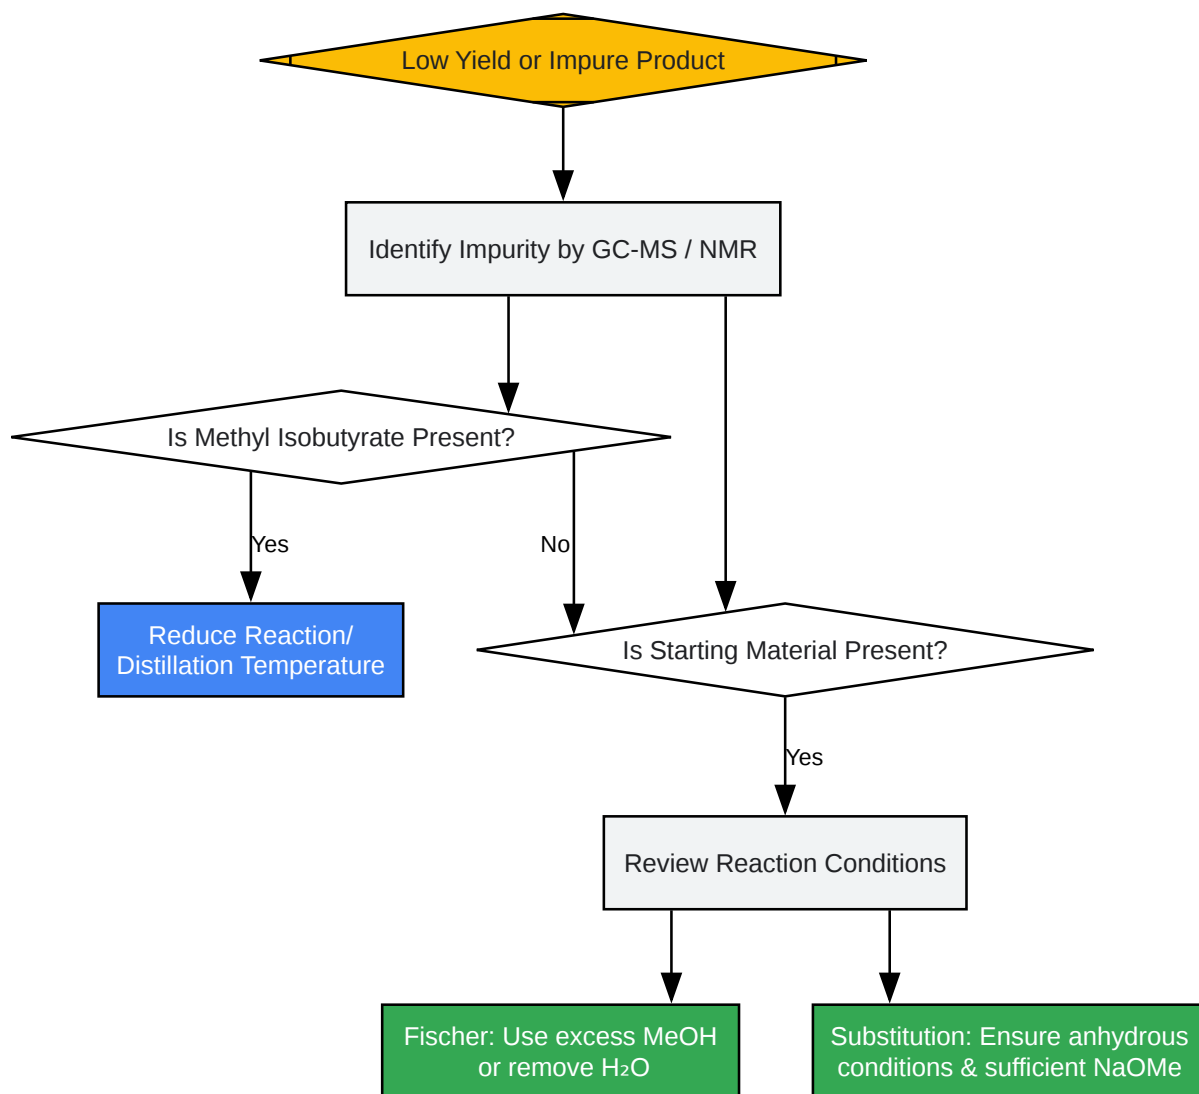 Low Yield or Impure Product
Identify Impurity by GC-MS / NMR
Is Methyl Isobutyrate Present?
Yes
No
Reduce Reaction/
Distillation Temperature
Is Starting Material Present?
Yes
Review Reaction Conditions
Fischer: Use excess MeOH
or remove H₂O
Substitution: Ensure anhydrous
conditions & sufficient NaOMe